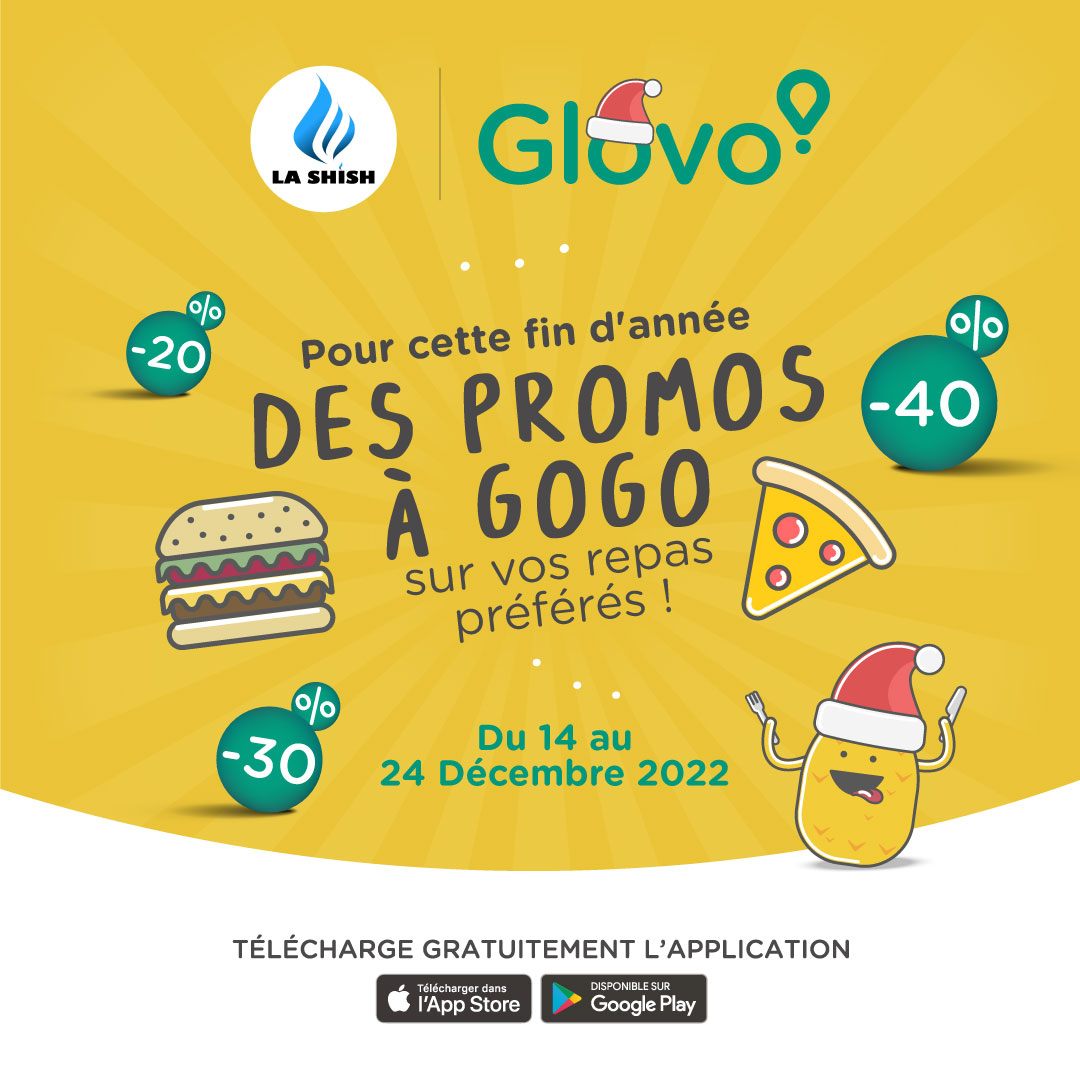 LA SHISH
Glovo
-20 %
-40 %
Pour cette fin d'année
DES PROMOS
À GOGO
sur vos repas
préférés !
-30 %
Du 14 au
24 Décembre 2022
TÉLÉCHARGE GRATUITEMENT L’APPLICATION
Télécharger dans
l'App Store
DISPONIBLE SUR
Google Play